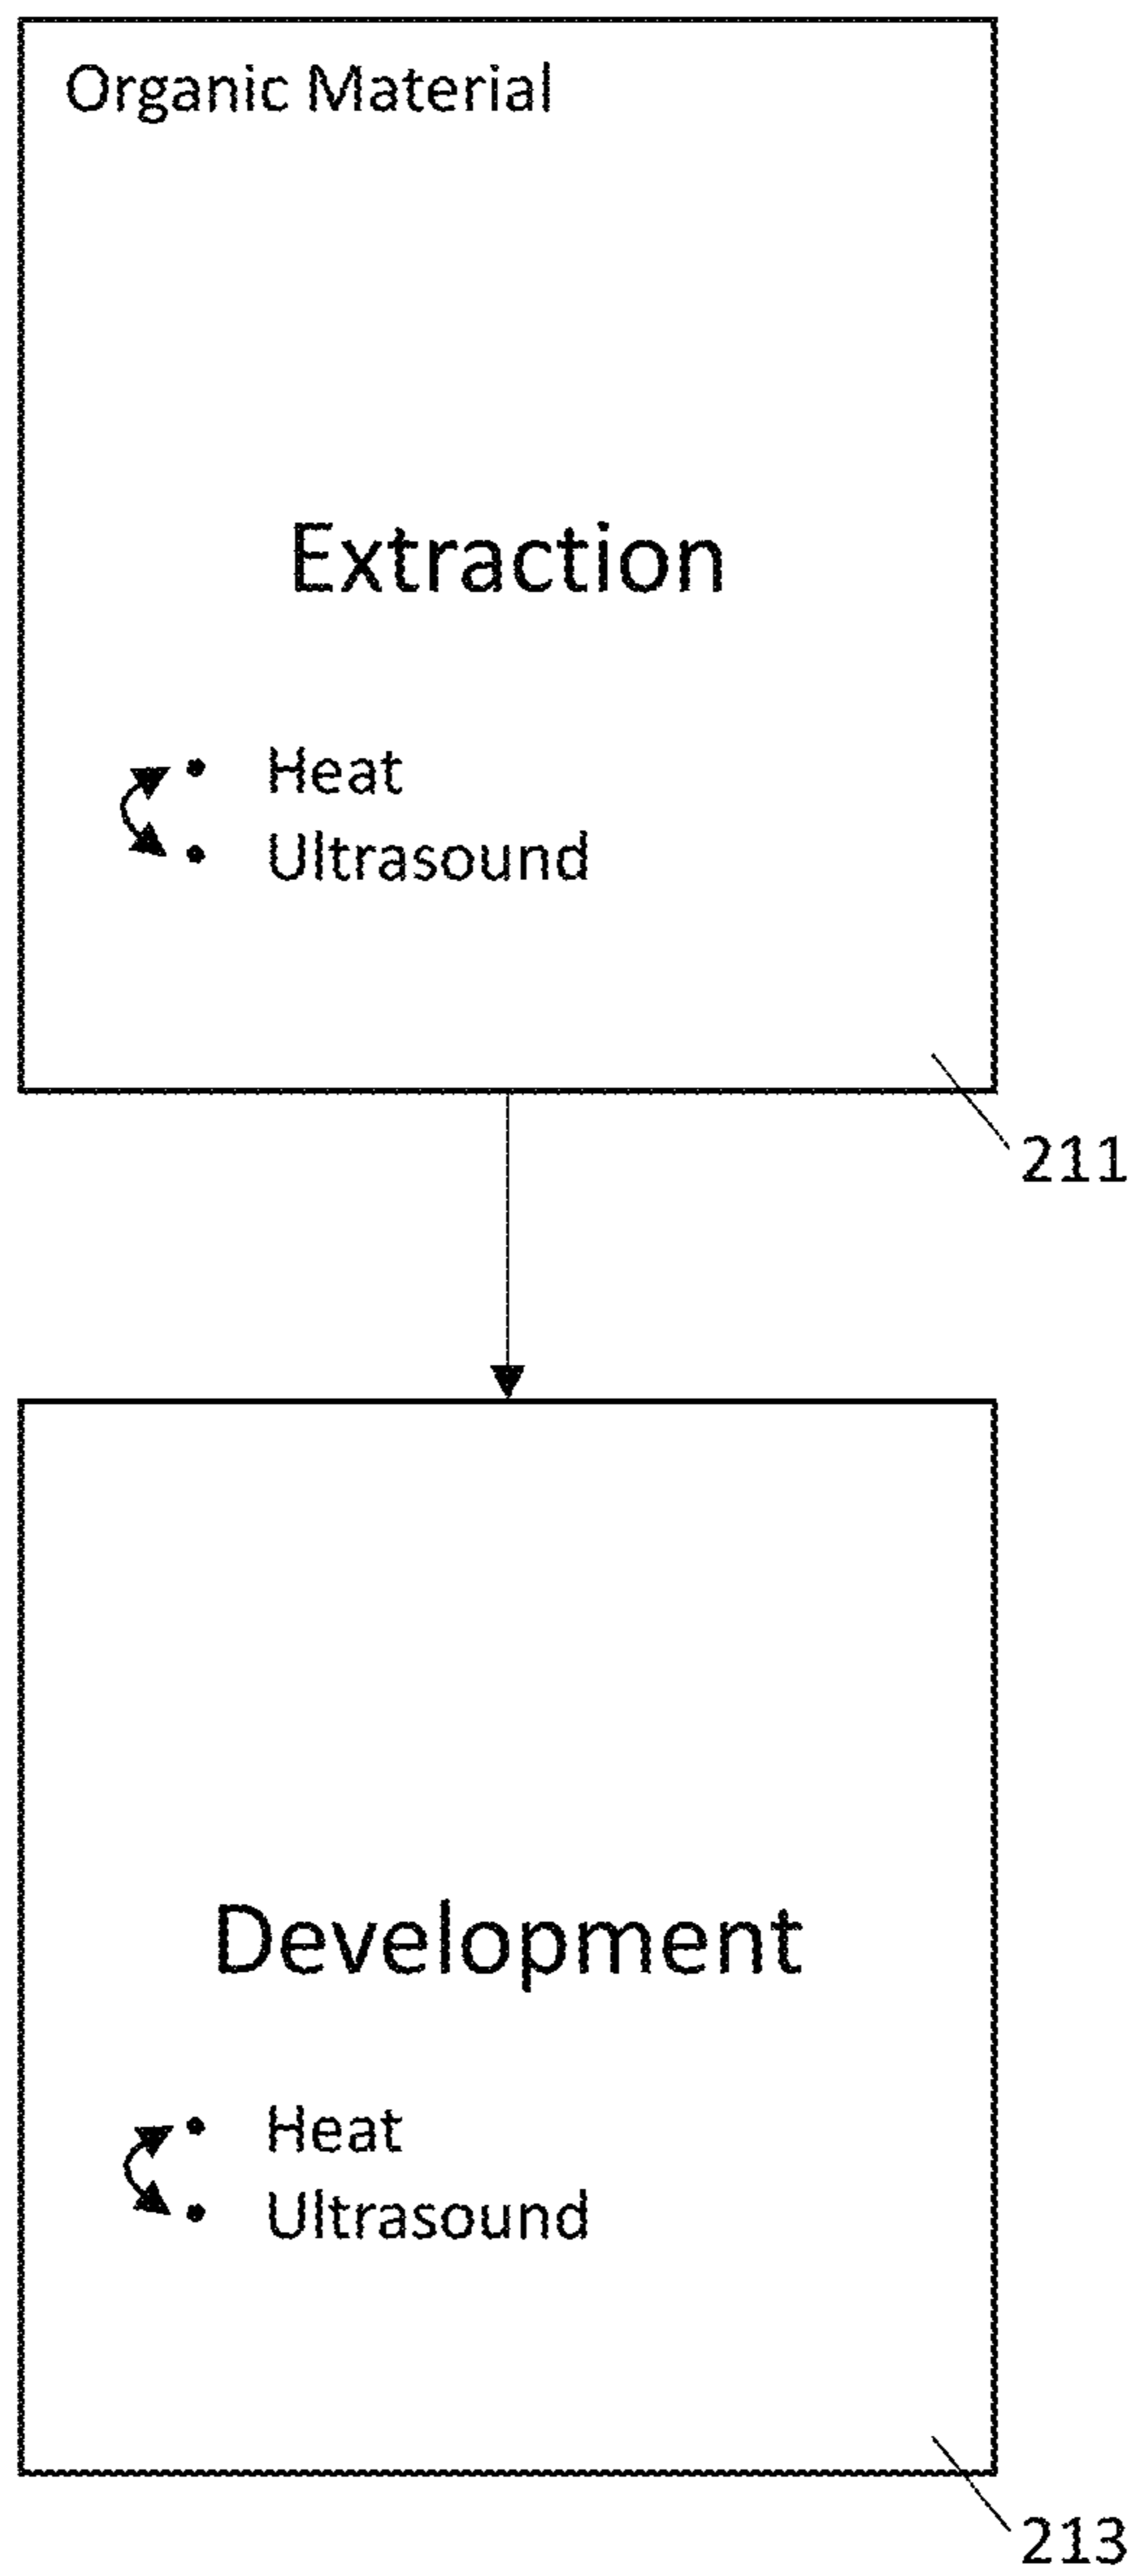 Organic Material
Extraction
• Heat
• Ultrasound
211
Development
• Heat
• Ultrasound
213